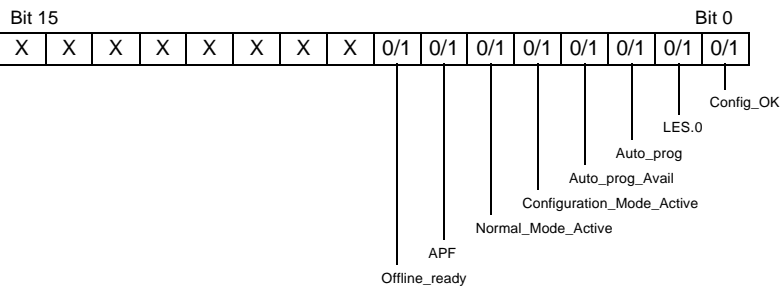 Bit 15 Bit 0
X X X X X X X X 0/1 0/1 0/1 0/1 0/1 0/1 0/1 0/1
Config_OK
LES.0
Auto_prog
Auto_prog_Avail
Configuration_Mode_Active
Normal_Mode_Active
APF
Offline_ready